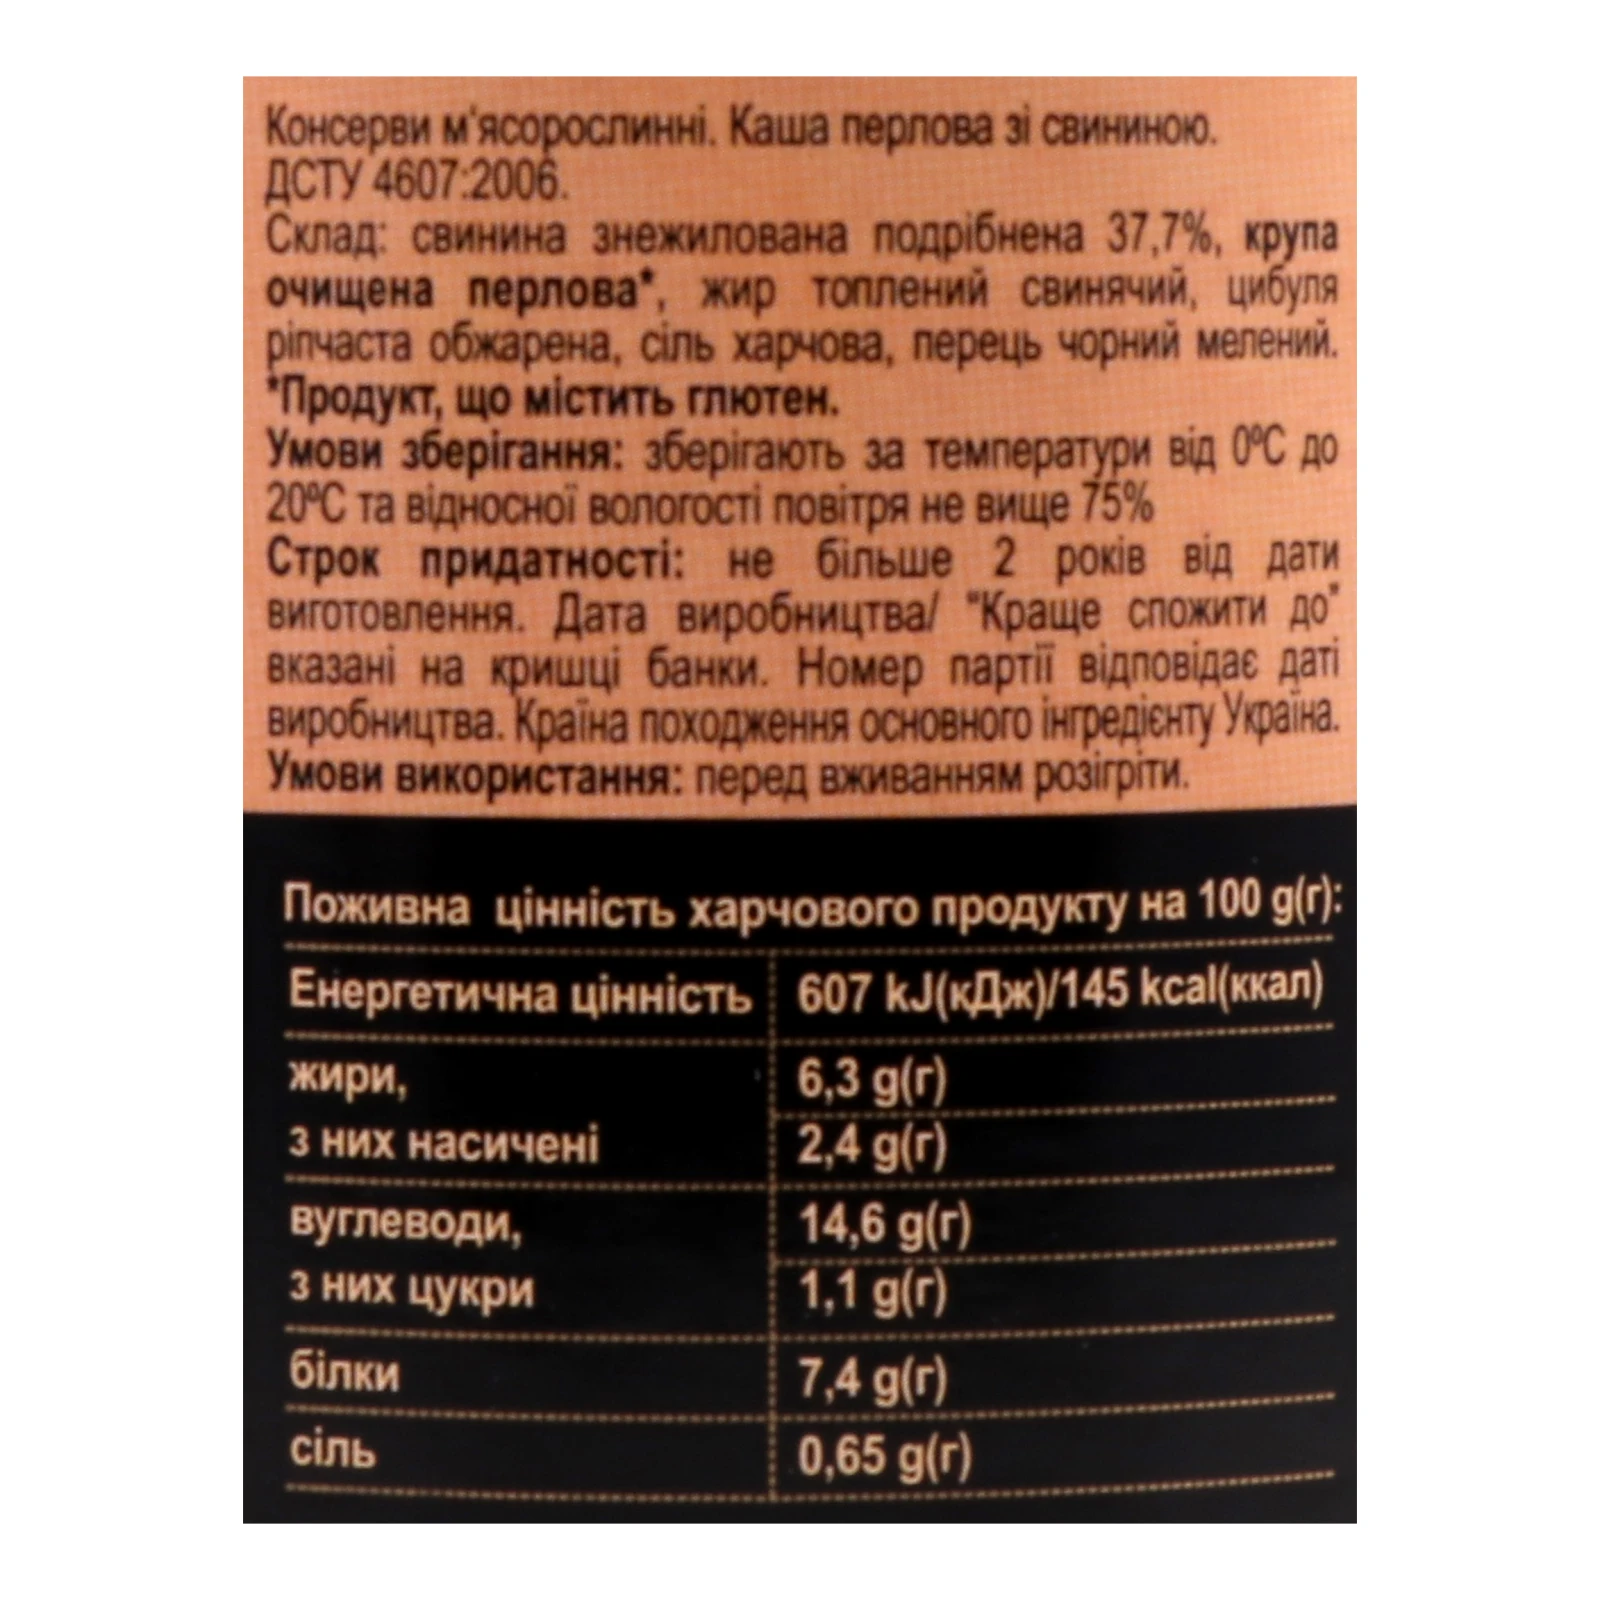 Консерви м'ясорослинні. Каша перлова зі свининою.
ДСТУ 4607:2006.
Склад: свинина знежилована подрібнена 37,7%, крупа
очищена перлова*, жир топлений свинячий, цибуля
ріпчаста обжарена, сіль харчова, перець чорний мелений.
*Продукт, що містить глютен.
Умови зберігання: зберігають за температури від 0ºС до
20ºС та відносної вологості повітря не вище 75%
Строк придатності: не більше 2 років від дати
виготовлення. Дата виробництва/ "Краще спожити до"
вказані на кришці банки. Номер партії відповідає даті
виробництва. Країна походження основного інгредієнту Україна.
Умови використання: перед вживанням розігріти.
Поживна цінність харчового продукту на 100 g(г):
Енергетична цінність 607 kJ(кДж)/145 kcal(ккал)
жири, 6,3 g(г)
з них насичені 2,4 g(г)
вуглеводи, 14,6 g(г)
з них цукри 1,1 g(г)
білки 7,4 g(г)
сіль 0,65 g(г)